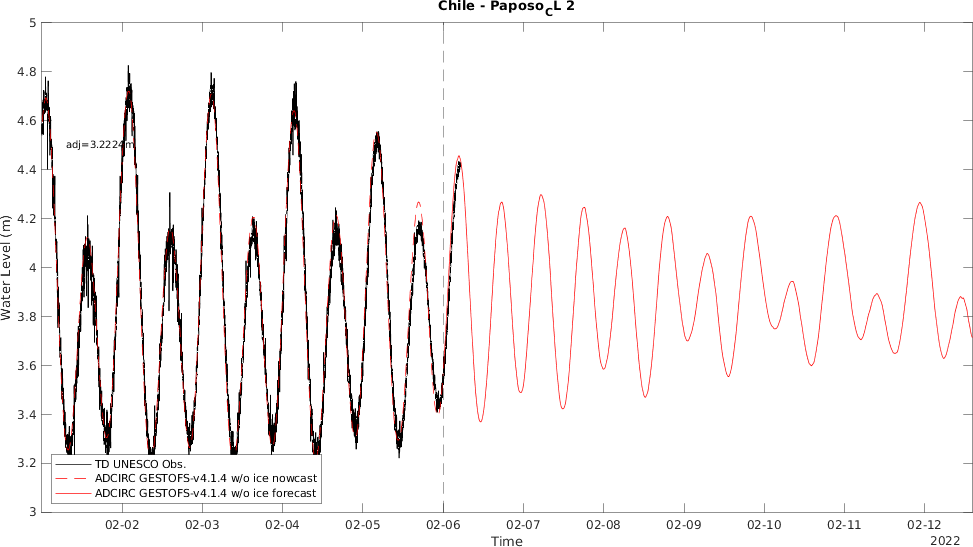 Chile - PaposoCL 2
5
4.8
4.6
4.4
4.2
4
3.8
3.6
3.4
3.2
3
Water Level (m)
adj=3.2224m
TD UNESCO Obs.
ADCIRC GESTOFS-v4.1.4 w/o ice nowcast
ADCIRC GESTOFS-v4.1.4 w/o ice forecast
02-02 02-03 02-04 02-05 02-06 02-07 02-08 02-09 02-10 02-11 02-12
Time
2022